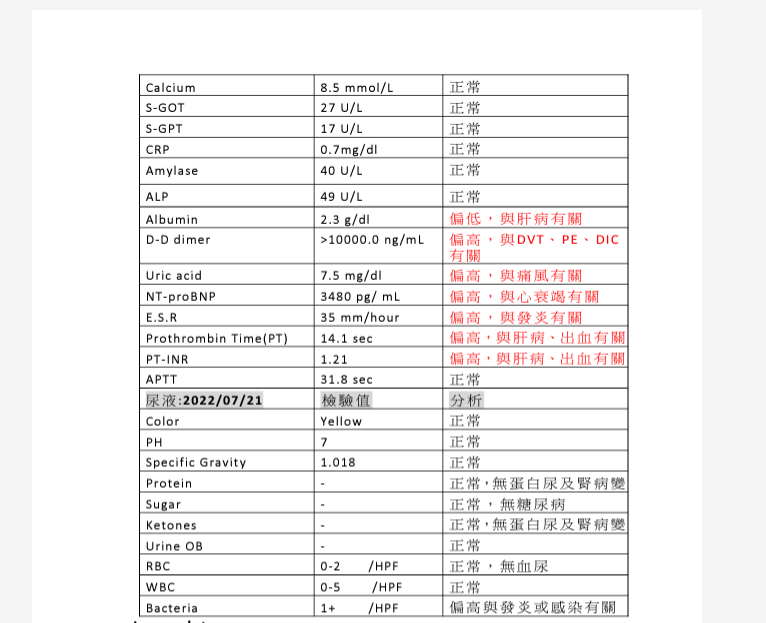 Calcium 8.5 mmol/L 正常
S-GOT 27 U/L 正常
S-GPT 17 U/L 正常
CRP 0.7mg/dl 正常
Amylase 40 U/L 正常
ALP 49 U/L 正常
Albumin 2.3 g/dl 偏低，與肝病有關
D-D dimer >10000.0 ng/mL 偏高，與DVT、PE、DIC
有關
Uric acid 7.5 mg/dl 偏高，與痛風有關
NT-proBNP 3480 pg/ mL 偏高，與心衰竭有關
E.S.R 35 mm/hour 偏高，與發炎有關
Prothrombin Time(PT) 14.1 sec 偏高，與肝病、出血有關
PT-INR 1.21 偏高，與肝病、出血有關
APTT 31.8 sec 正常
尿液:2022/07/21 檢驗值 分析
Color Yellow 正常
PH 7 正常
Specific Gravity 1.018 正常
Protein - 正常，無蛋白尿及腎病變
Sugar - 正常，無糖尿病
Ketones - 正常，無蛋白尿及腎病變
Urine OB - 正常
RBC 0-2 /HPF 正常，無血尿
WBC 0-5 /HPF 正常
Bacteria 1+ /HPF 偏高與發炎或感染有關